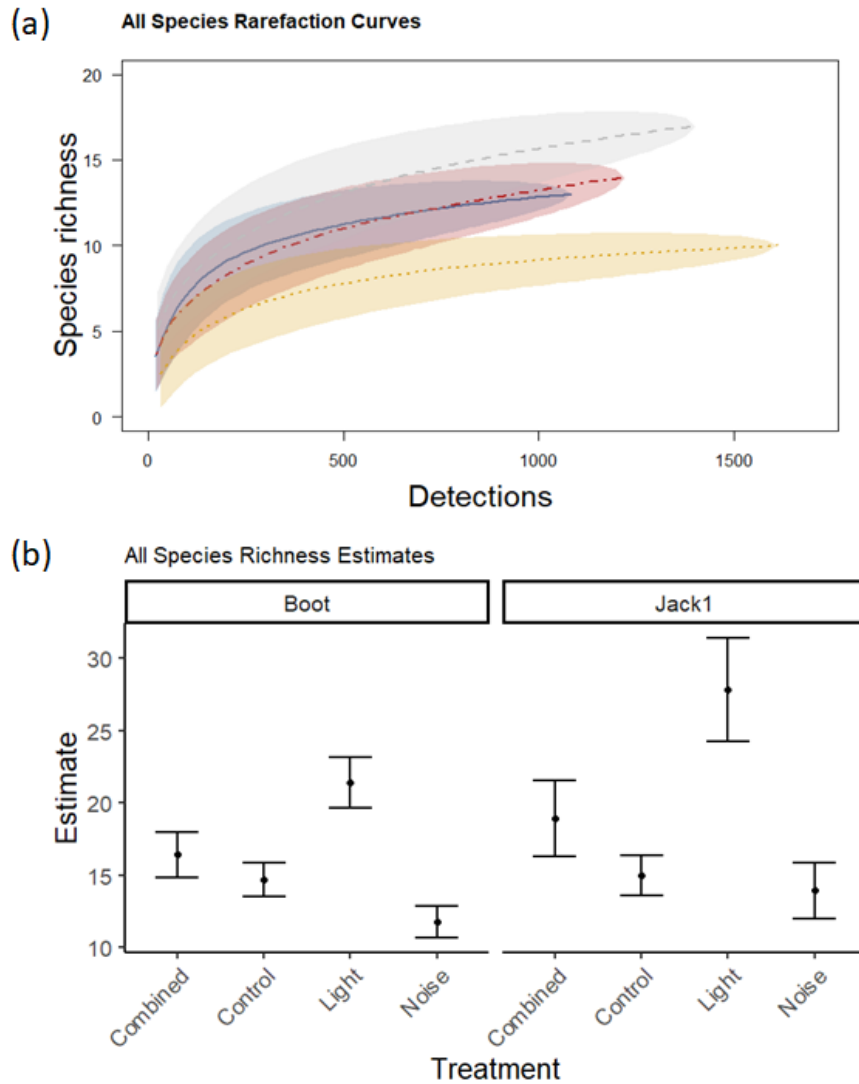 (a)
All Species Rarefaction Curves
Species richness
20
15
10
5
0
0 500 1000 1500
Detections
(b)
All Species Richness Estimates
Boot Jack1
Estimate
30
25
20
15
10
Combined Control Light Noise Combined Control Light Noise
Treatment